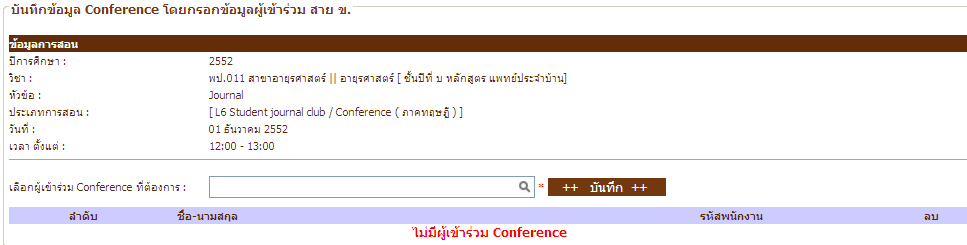 บันทึกข้อมูล Conference โดยกรอกข้อมูลผู้เข้าร่วม สาย ข.
ข้อมูลการสอน
ปีการศึกษา : 2552
วิชา : พป.011 สาขาอายุรศาสตร์ || อายุรศาสตร์ [ ชั้นปีที่ บ หลักสูตร แพทย์ประจำบ้าน]
หัวข้อ : Journal
ประเภทการสอน : [ L6 Student journal club / Conference ( ภาคทฤษฎี ) ]
วันที่ : 01 ธันวาคม 2552
เวลา ตั้งแต่ : 12:00 - 13:00
เลือกผู้เข้าร่วม Conference ที่ต้องการ : * ++ บันทึก ++
ลำดับ ชื่อ-นามสกุล รหัสพนักงาน ลบ
ไม่มีผู้เข้าร่วม Conference